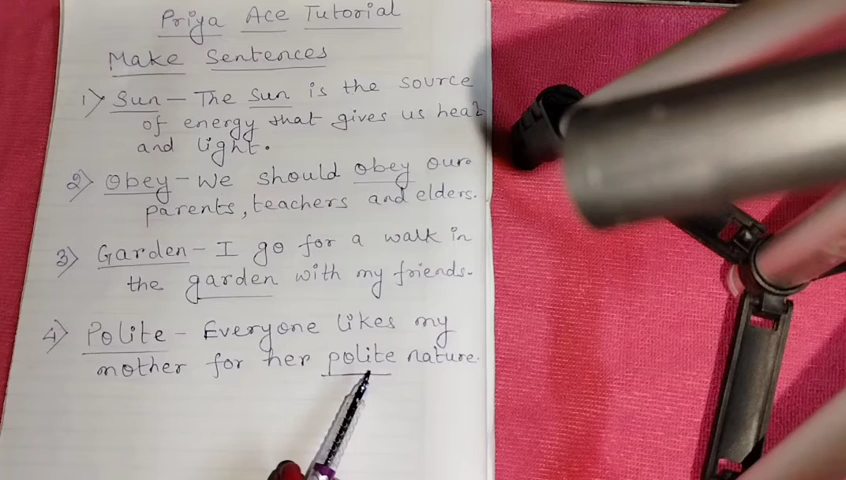 Priya Ace Tutorial
Make Sentences
1) Sun - The sun is the source
of energy that gives us heat
and light.
2) Obey - We should obey our
parents, teachers and elders.
3) Garden - I go for a walk in
the garden with my friends.
4) Polite - Everyone likes my
mother for her polite nature.